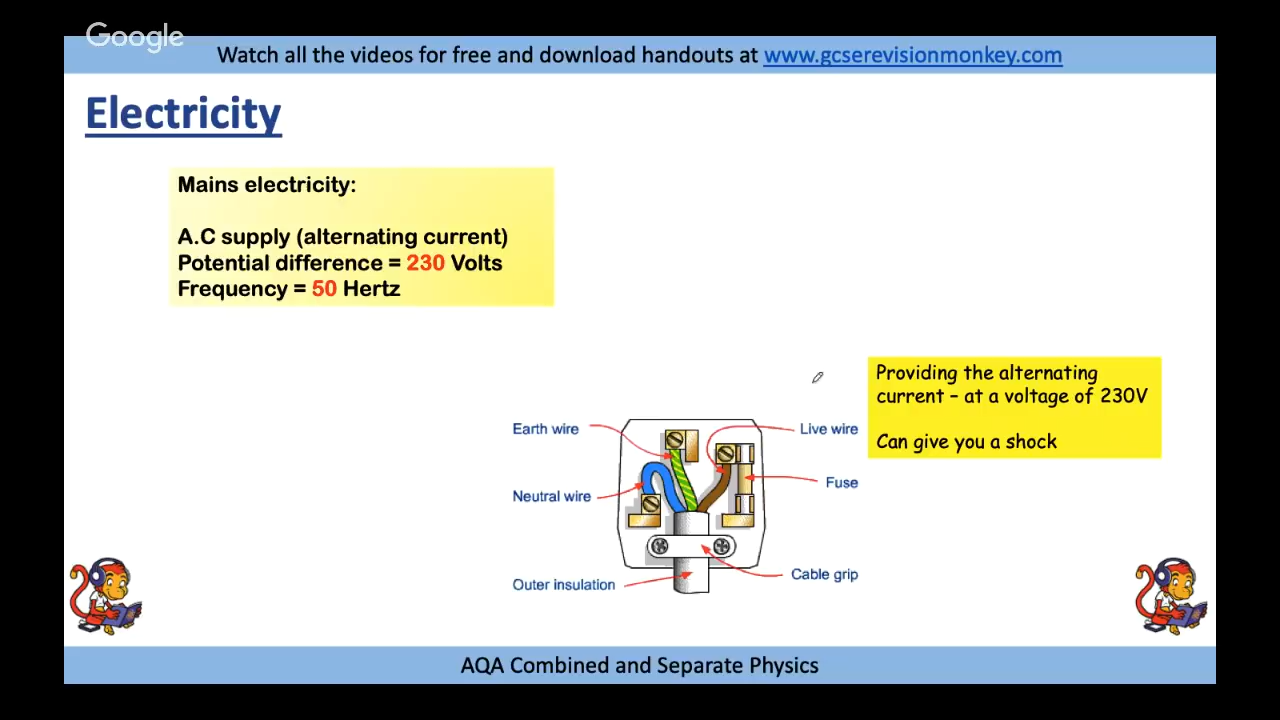 Google
Watch all the videos for free and download handouts at www.gcserevisionmonkey.com
Electricity
Mains electricity:
A.C supply (alternating current)
Potential difference = 230 Volts
Frequency = 50 Hertz
Providing the alternating
current – at a voltage of 230V
Can give you a shock
Earth wire
Live wire
Fuse
Neutral wire
Cable grip
Outer insulation
AQA Combined and Separate Physics